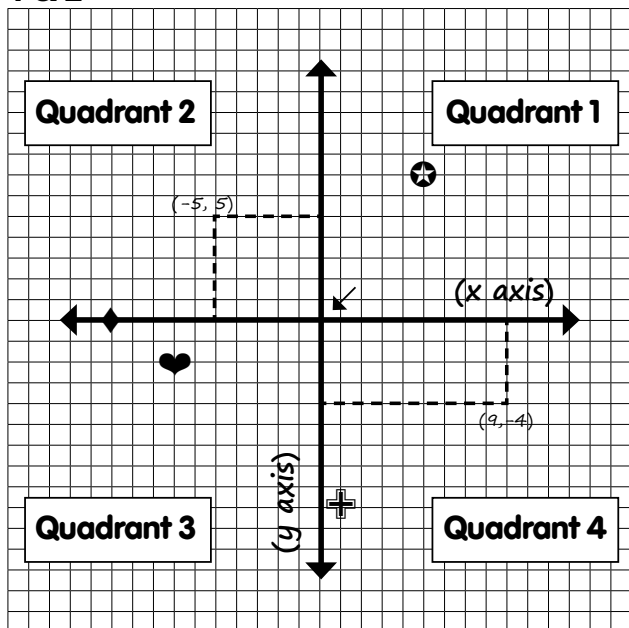 Quadrant 2
Quadrant 1
(-5, 5)
(x axis)
(9,-4)
(y axis)
Quadrant 3
Quadrant 4